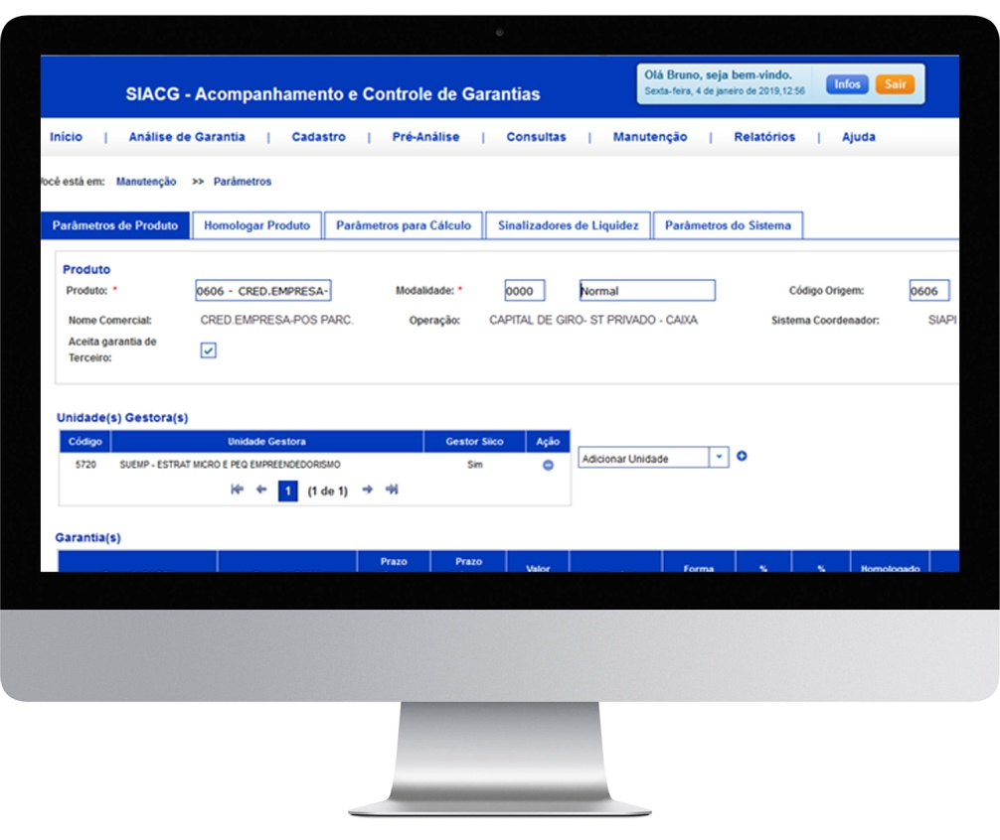 SIACG - Acompanhamento e Controle de Garantias
Olá Bruno, seja bem-vindo.
Sexta-feira, 4 de janeiro de 2019,12:56
Infos Sair
Início | Análise de Garantia | Cadastro | Pré-Análise | Consultas | Manutenção | Relatórios | Ajuda
ocê está em: Manutenção >> Parâmetros
Parâmetros de Produto Homologar Produto Parâmetros para Cálculo Sinalizadores de Liquidez Parâmetros do Sistema
Produto
Produto: * 0606 - CRED.EMPRESA- Modalidade: * 0000 Normal Código Origem: 0606
Nome Comercial: CRED.EMPRESA-POS PARC. Operação: CAPITAL DE GIRO- ST PRIVADO - CAIXA Sistema Coordenador: SIAPI
Aceita garantia de
Terceiro:
Unidade(s) Gestora(s)
Código Unidade Gestora Gestor Siico Ação
5720 SUEMP - ESTRAT MICRO E PEQ EMPREENDEDORISMO Sim
Adicionar Unidade
1 (1 de 1)
Garantia(s)
Prazo Prazo
Valor Forma % % Homologado